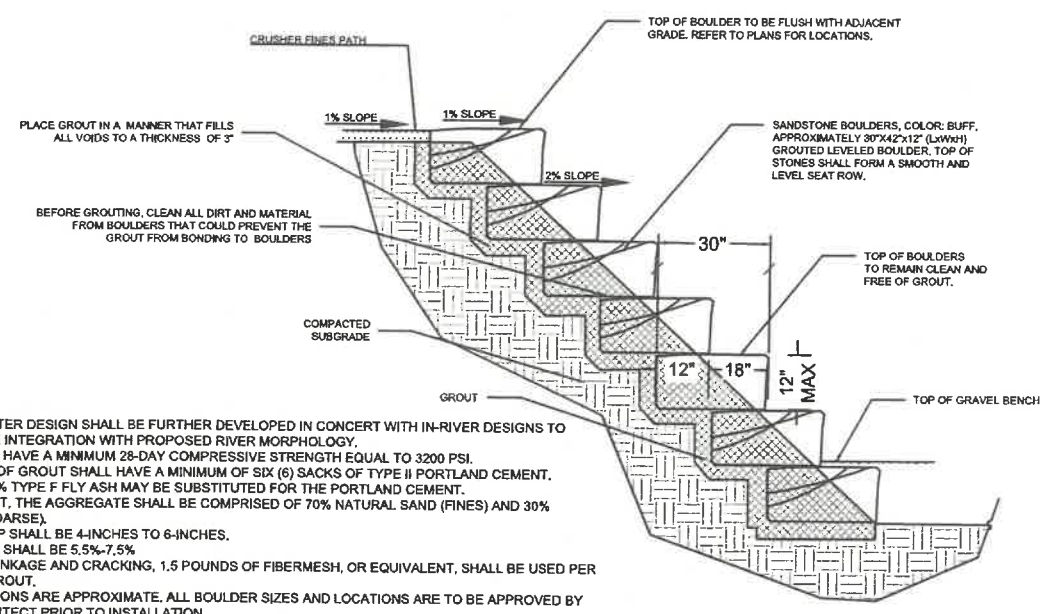 TOP OF BOULDER TO BE FLUSH WITH ADJACENT
GRADE. REFER TO PLANS FOR LOCATIONS.
CRUSHER FINES PATH
1% SLOPE
1% SLOPE
PLACE GROUT IN A MANNER THAT FILLS
ALL VOIDS TO A THICKNESS OF 3"
SANDSTONE BOULDERS, COLOR: BUFF,
APPROXIMATELY 30"X42"x12" (LxWxH)
GROUTED LEVELED BOULDER, TOP OF
STONES SHALL FORM A SMOOTH AND
LEVEL SEAT ROW.
2% SLOPE
BEFORE GROUTING, CLEAN ALL DIRT AND MATERIAL
FROM BOULDERS THAT COULD PREVENT THE
GROUT FROM BONDING TO BOULDERS
30"
TOP OF BOULDERS
TO REMAIN CLEAN AND
FREE OF GROUT.
COMPACTED
SUBGRADE
12"
18"
12"
MAX
GROUT
TOP OF GRAVEL BENCH
TER DESIGN SHALL BE FURTHER DEVELOPED IN CONCERT WITH IN-RIVER DESIGNS TO
INTEGRATION WITH PROPOSED RIVER MORPHOLOGY.
HAVE A MINIMUM 28-DAY COMPRESSIVE STRENGTH EQUAL TO 3200 PSI.
OF GROUT SHALL HAVE A MINIMUM OF SIX (6) SACKS OF TYPE II PORTLAND CEMENT.
% TYPE F FLY ASH MAY BE SUBSTITUTED FOR THE PORTLAND CEMENT.
T, THE AGGREGATE SHALL BE COMPRISED OF 70% NATURAL SAND (FINES) AND 30%
OARSE).
P SHALL BE 4-INCHES TO 6-INCHES.
SHALL BE 5.5%-7.5%
NKAGE AND CRACKING, 1.5 POUNDS OF FIBERMESH, OR EQUIVALENT, SHALL BE USED PER
ROUT.
ONS ARE APPROXIMATE. ALL BOULDER SIZES AND LOCATIONS ARE TO BE APPROVED BY
ITECT PRIOR TO INSTALLATION